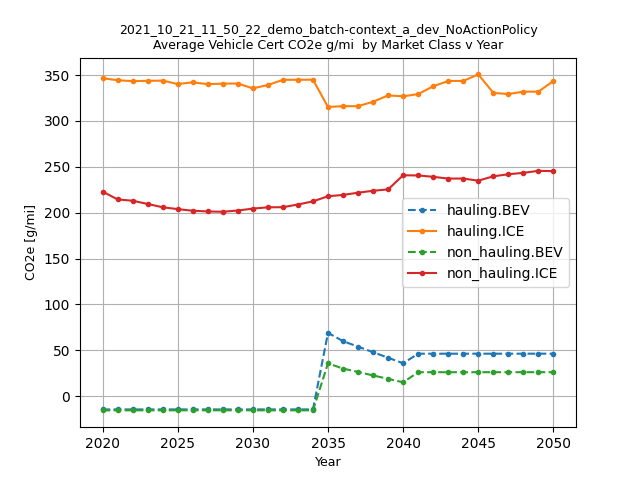 2021_10_21_11_50_22_demo_batch-context_a_dev_NoActionPolicy
Average Vehicle Cert CO2e g/mi  by Market Class v Year
350
300
250
200
150
100
50
0
CO2e [g/mi]
hauling.BEV
hauling.ICE
non_hauling.BEV
non_hauling.ICE
2020 2025 2030 2035 2040 2045 2050
Year